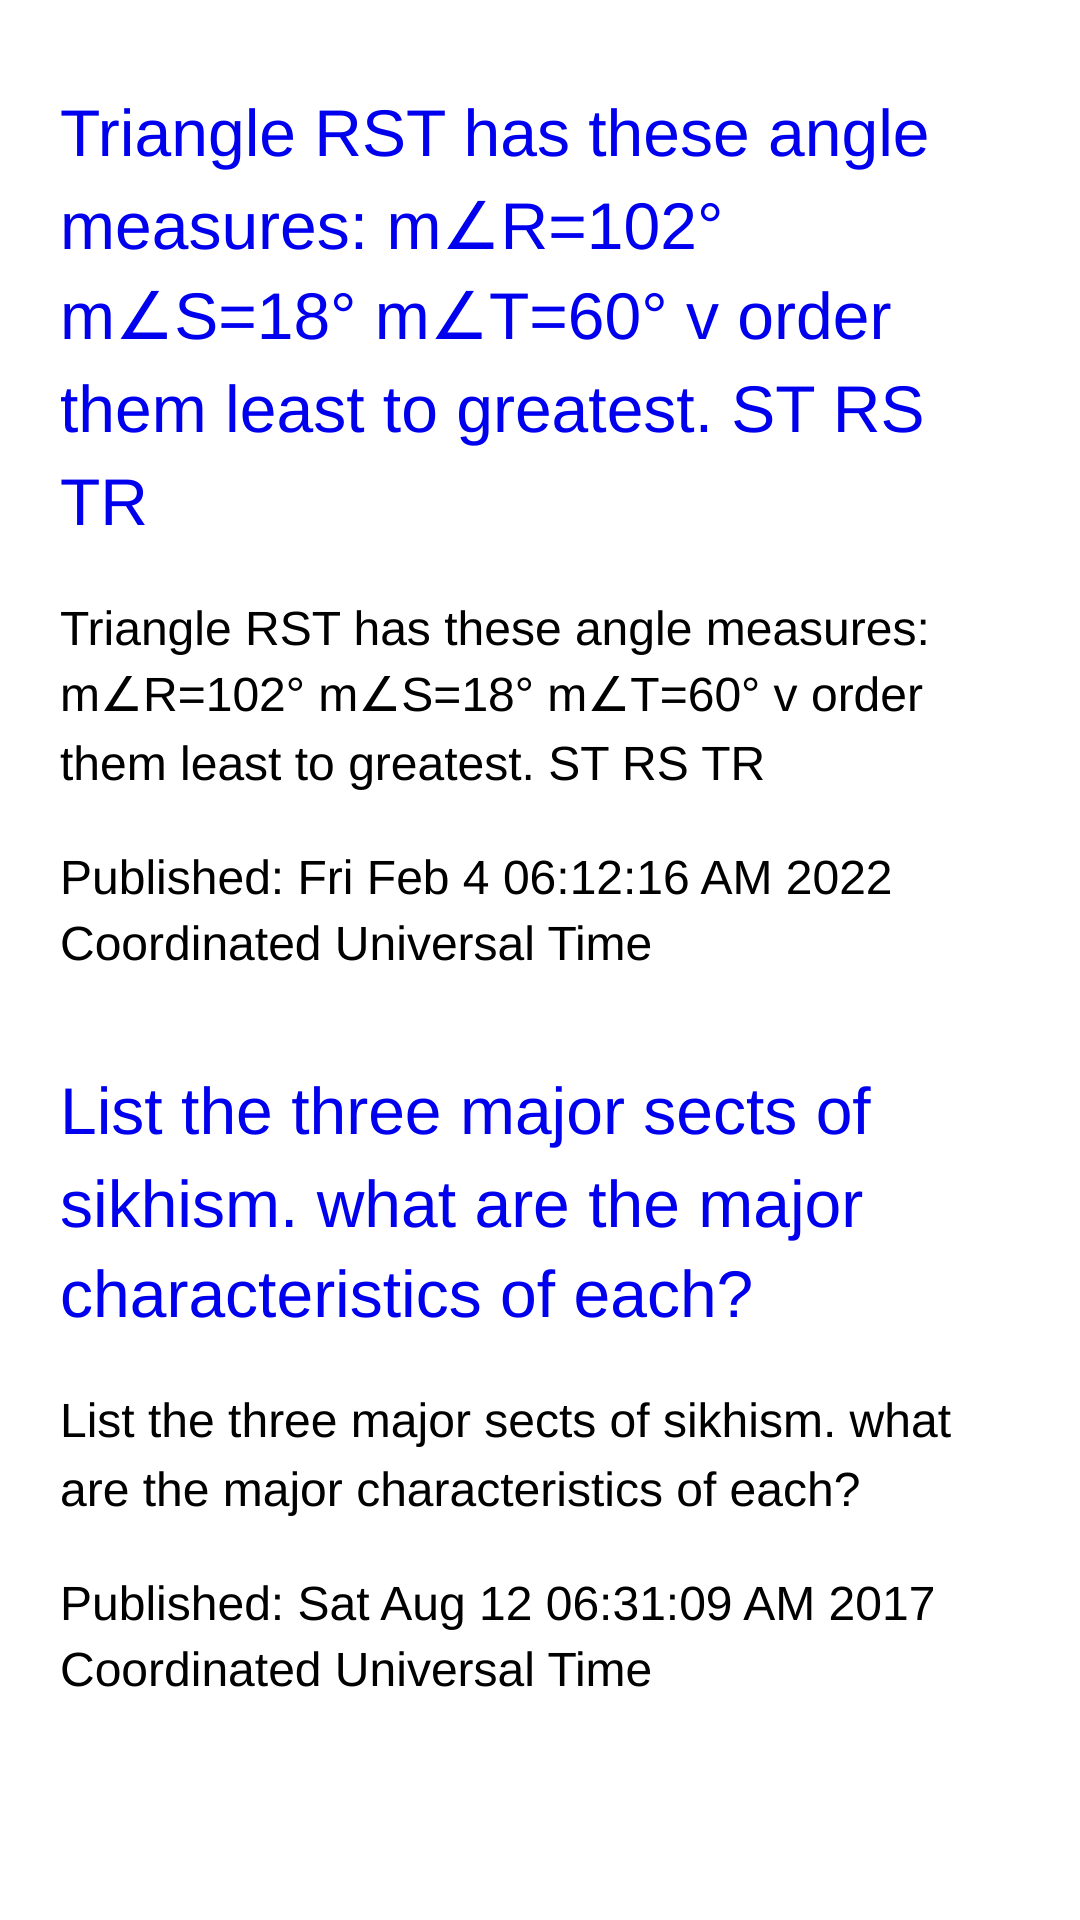 Triangle RST has these angle
measures: m∠R=102°
m∠S=18° m∠T=60° v order
them least to greatest. ST RS
TR
Triangle RST has these angle measures:
m∠R=102° m∠S=18° m∠T=60° v order
them least to greatest. ST RS TR
Published: Fri Feb 4 06:12:16 AM 2022
Coordinated Universal Time
List the three major sects of
sikhism. what are the major
characteristics of each?
List the three major sects of sikhism. what
are the major characteristics of each?
Published: Sat Aug 12 06:31:09 AM 2017
Coordinated Universal Time